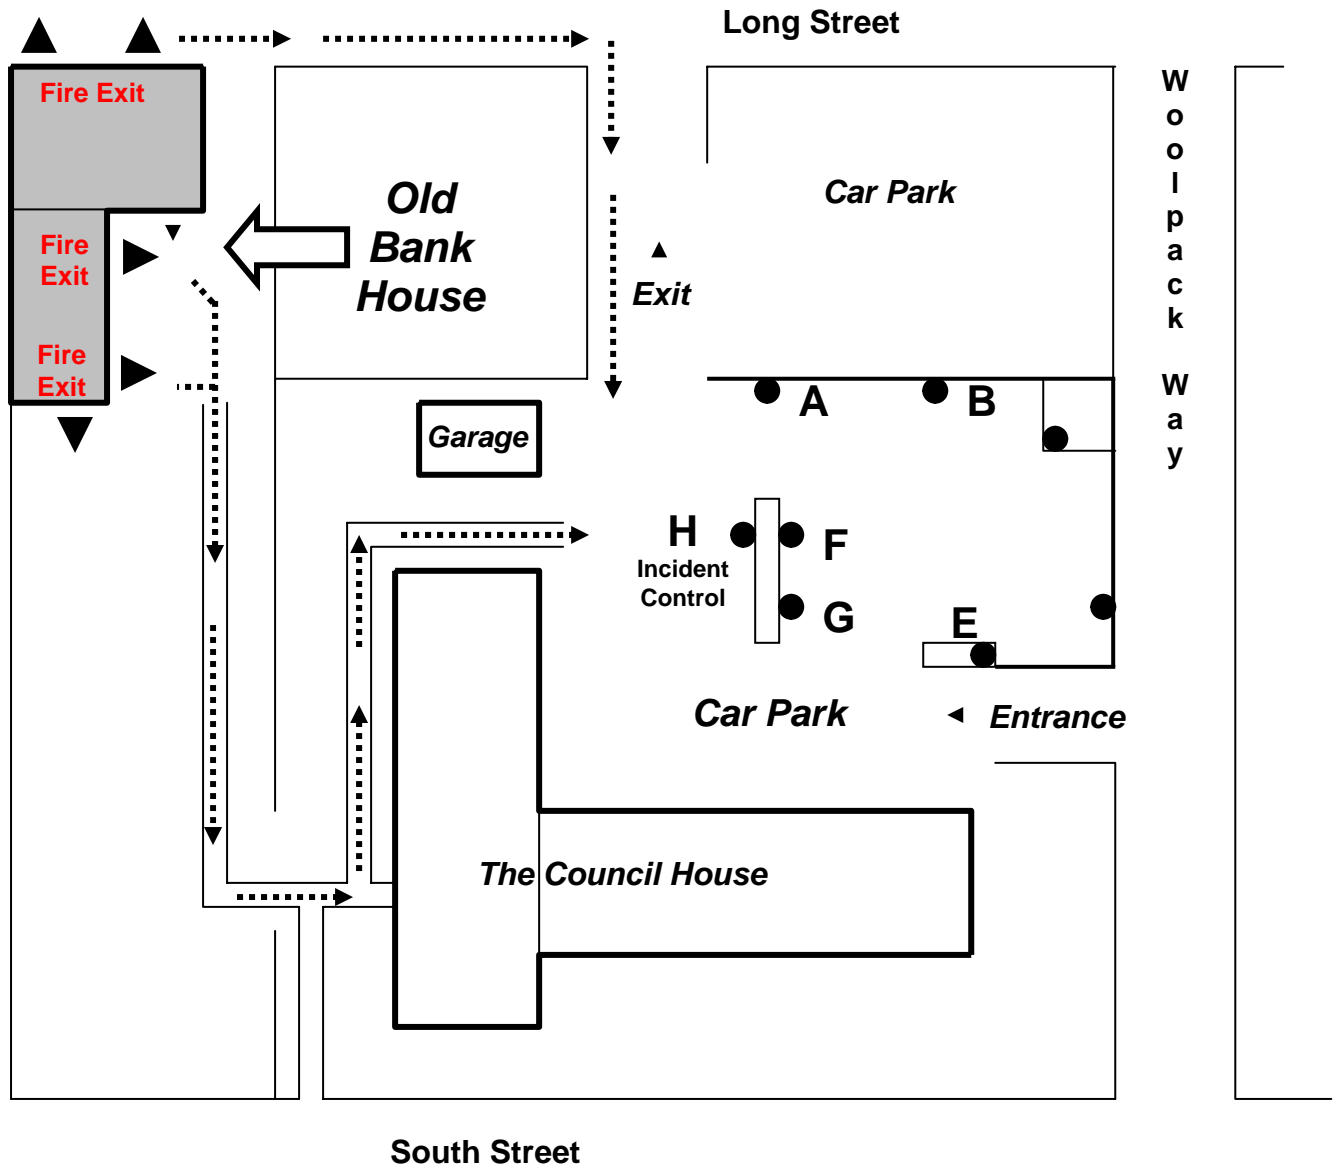 Long Street
Fire Exit
W
o
o
l
p
a
c
k
W
a
y
Old
Bank
House
Car Park
Fire
Exit
Exit
Fire
Exit
A
B
Garage
H
Incident
Control
F
G
E
Car Park
Entrance
The Council House
South Street